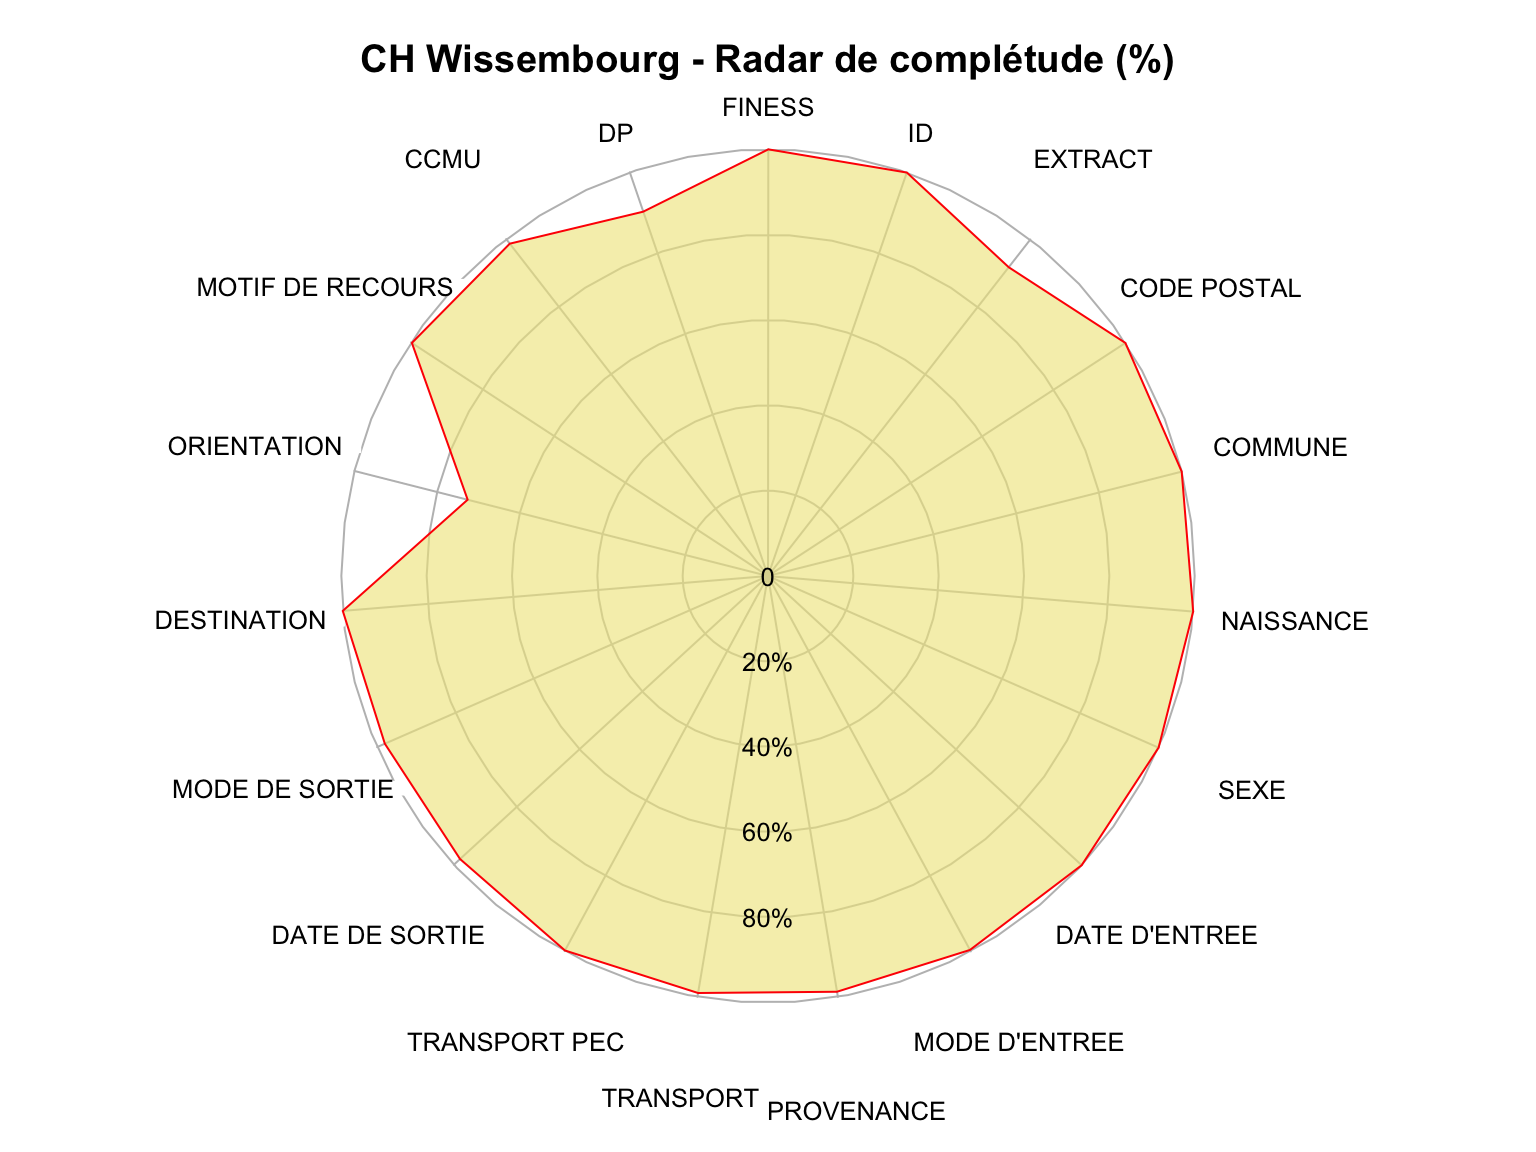 CH Wissembourg - Radar de complétude (%)
FINESS
ID
EXTRACT
CODE POSTAL
COMMUNE
NAISSANCE
SEXE
DATE D'ENTREE
MODE D'ENTREE
PROVENANCE
TRANSPORT
TRANSPORT PEC
DATE DE SORTIE
MODE DE SORTIE
DESTINATION
ORIENTATION
MOTIF DE RECOURS
CCMU
DP
0
20%
40%
60%
80%